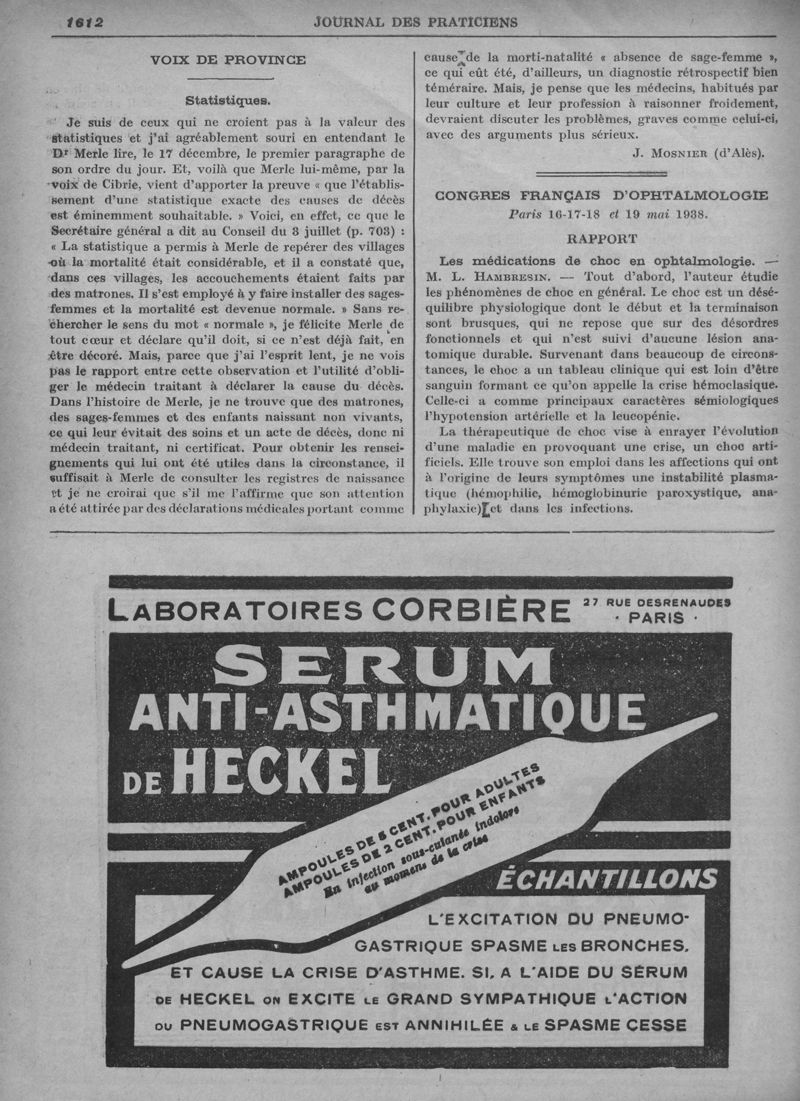 1612
JOURNAL DES PRATICIENS
VOIX DE PROVINCE
Statistiques.
Je suis de ceux qui ne croient pas à la valeur des
statistiques et j'ai agréablement souri en entendant le
Dr Merle lire, le 17 décembre, le premier paragraphe de
son ordre du jour. Et, voilà que Merle lui-même, par la
voix de Cibrie, vient d'apporter la preuve « que l'établis-
sement d'une statistique exacte des causes de décès
est éminemment souhaitable. » Voici, en effet, ce que le
Secrétaire général a dit au Conseil du 3 juillet (p. 703) :
« La statistique a permis à Merle de repérer des villages
où la mortalité était considérable, et il a constaté que,
dans ces villages, les accouchements étaient faits par
des matrones. Il s'est employé à y faire installer des sages-
femmes et la mortalité est devenue normale. » Sans re-
chercher le sens du mot « normale », je félicite Merle de
tout cœur et déclare qu'il doit, si ce n'est déjà fait, en
être décoré. Mais, parce que j'ai l'esprit lent, je ne vois
pas le rapport entre cette observation et l'utilité d'obli-
ger le médecin traitant à déclarer la cause du décès.
Dans l'histoire de Merle, je ne trouve que des matrones,
des sages-femmes et des enfants naissant non vivants,
ce qui leur évitait des soins et un acte de décès, donc ni
médecin traitant, ni certificat. Pour obtenir les rensei-
gnements qui lui ont été utiles dans la circonstance, il
suffisait à Merle de consulter les registres de naissance
et je ne croirai que s'il me l'affirme que son attention
a été attirée par des déclarations médicales portant comme
cause de la morti-natalité « absence de sage-femme »,
ce qui eût été, d'ailleurs, un diagnostic rétrospectif bien
téméraire. Mais, je pense que les médecins, habitués par
leur culture et leur profession à raisonner froidement,
devraient discuter les problèmes, graves comme celui-ci,
avec des arguments plus sérieux.
J. MOSNIER (d'Alès).
CONGRES FRANÇAIS D'OPHTALMOLOGIE
Paris 16-17-18 et 19 mai 1938.
RAPPORT
Les médications de choc en ophtalmologie. —
M. L. HAMBRESIN. — Tout d'abord, l'auteur étudie
les phénomènes de choc en général. Le choc est un désé-
quilibre physiologique dont le début et la terminaison
sont brusques, qui ne repose que sur des désordres
fonctionnels et qui n'est suivi d'aucune lésion ana-
tomique durable. Survenant dans beaucoup de circons-
tances, le choc a un tableau clinique qui est loin d'être
sanguin formant ce qu'on appelle la crise hémoclasique.
Celle-ci a comme principaux caractères sémiologiques
l'hypotension artérielle et la leucopénie.
La thérapeutique de choc vise à enrayer l'évolution
d'une maladie en provoquant une crise, un choc arti-
ficiels. Elle trouve son emploi dans les affections qui ont
à l'origine de leurs symptômes une instabilité plasma-
tique (hémophilie, hémoglobinurie paroxystique, ana-
phylaxie) et dans les infections.
LABORATOIRES CORBIÈRE
27 RUE DESRENAUDES
· PARIS ·
SERUM
ANTI-ASTHMATIQUE
DE HECKEL
AMPOULES DE 5 CENT. POUR ADULTES
AMPOULES DE 2 CENT. POUR ENFANTS
En injection sous-cutanée indolore
au moment de la crise
ÉCHANTILLONS
L'EXCITATION DU PNEUMO-
GASTRIQUE SPASME LES BRONCHES,
ET CAUSE LA CRISE D'ASTHME. SI, A L'AIDE DU SÉRUM
DE HECKEL ON EXCITE LE GRAND SYMPATHIQUE L'ACTION
DU PNEUMOGASTRIQUE EST ANNIHILÉE & LE SPASME CESSE